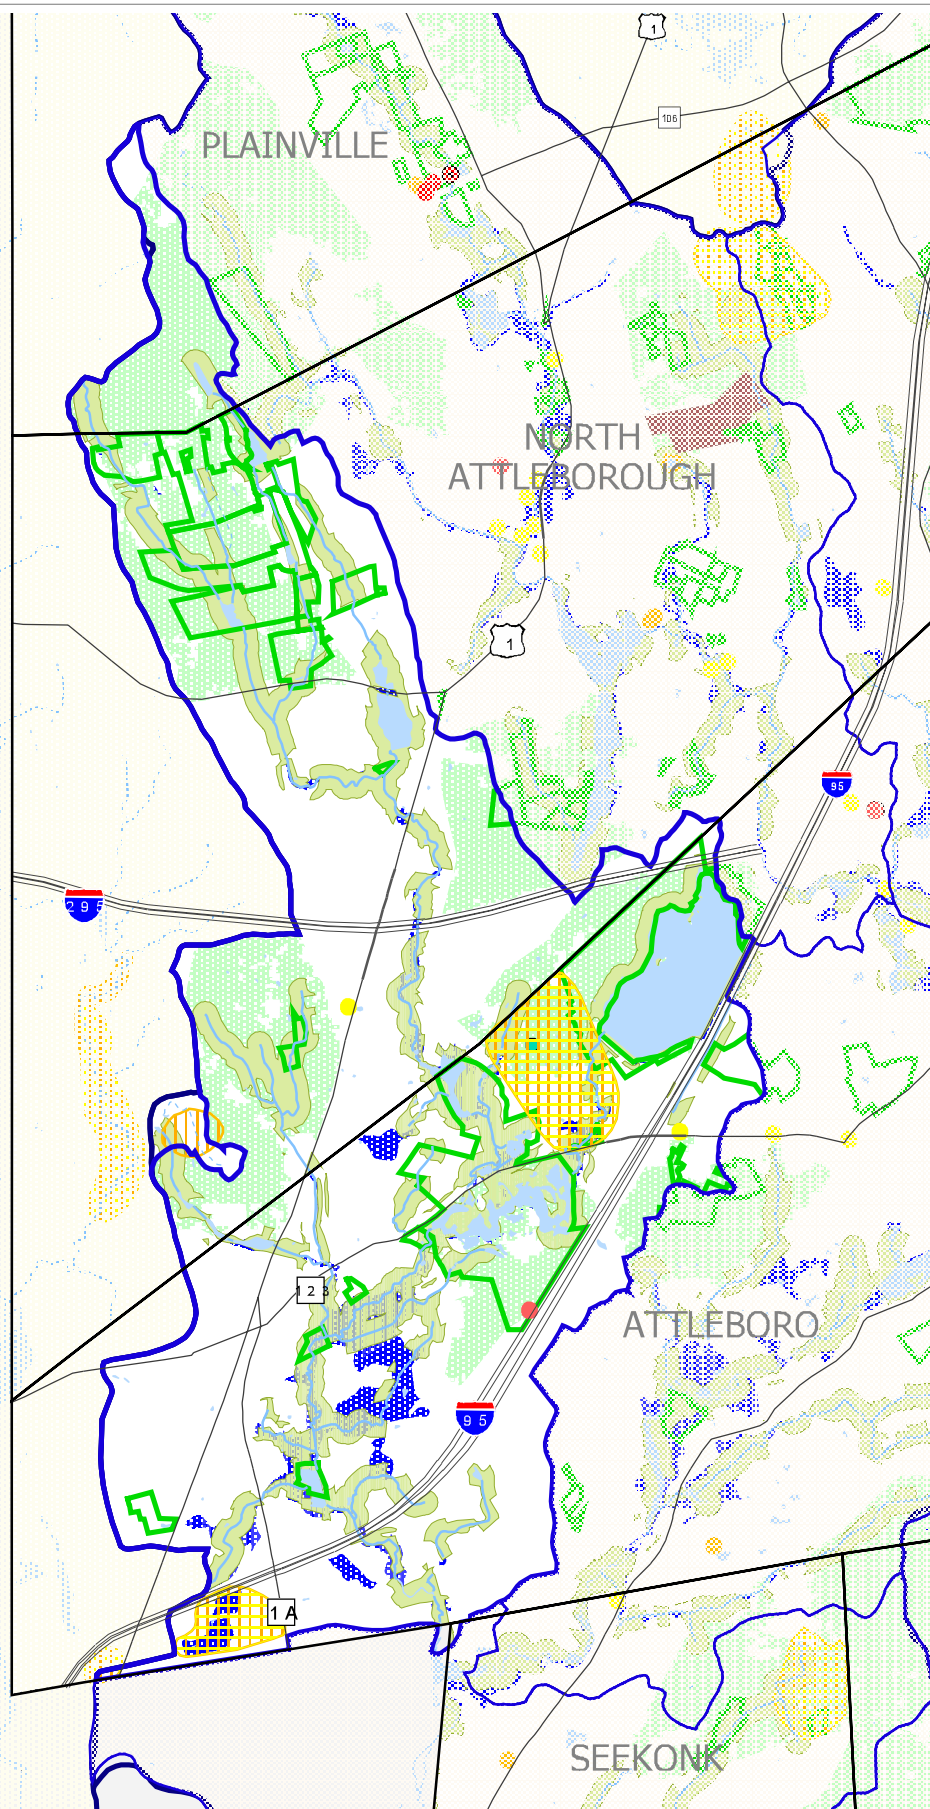 1
106
PLAINVILLE
NORTH
ATTLEBOROUGH
1
95
295
123
ATTLEBORO
95
1A
SEEKONK